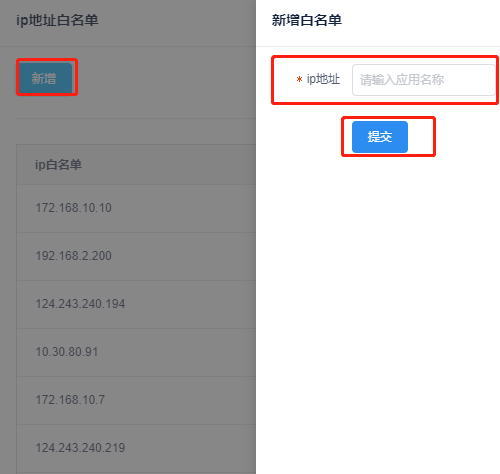 ip地址白名单
新增
ip白名单
172.168.10.10
192.168.2.200
124.243.240.194
10.30.80.91
172.168.10.7
124.243.240.219
新增白名单
* ip地址 请输入应用名称
提交